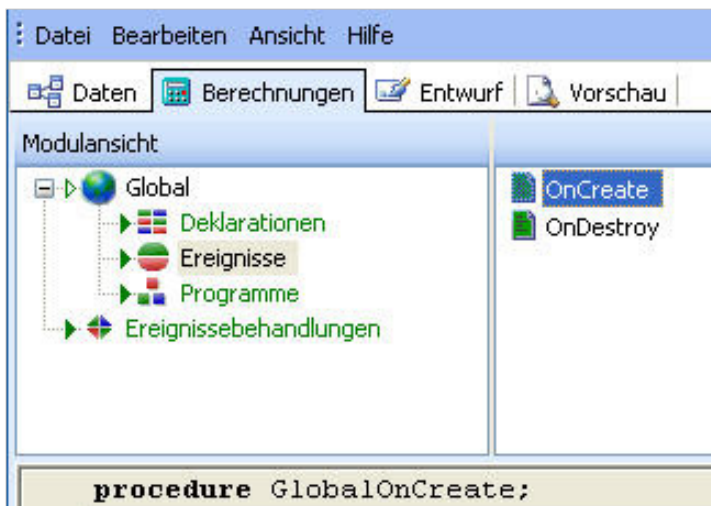 Datei Bearbeiten Ansicht Hilfe
Daten Berechnungen Entwurf Vorschau
Modulansicht
Global
Deklarationen
Ereignisse
Programme
Ereignissebehandlungen
OnCreate
OnDestroy
procedure GlobalOnCreate;